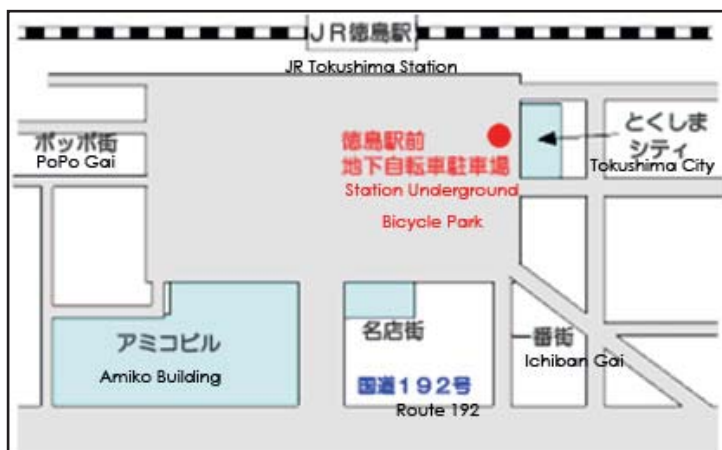 JR徳島駅
JR Tokushima Station
ポッポ街
PoPo Gai
徳島駅前
地下自転車駐車場
Station Underground
Bicycle Park
とくしま
シティ
Tokushima City
アミコビル
Amiko Building
名店街
一番街
Ichiban Gai
国道192号
Route 192